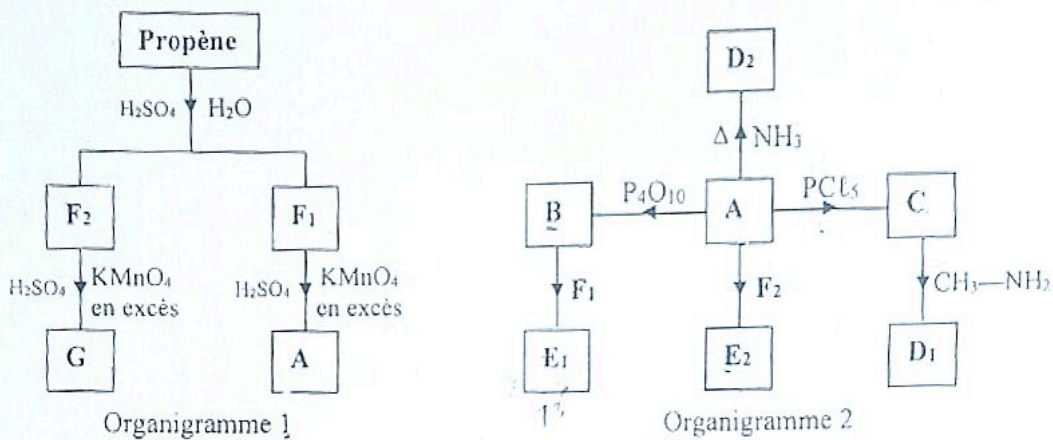 Propène
H₂SO₄ H₂O
F₂
F₁
H₂SO₄ KMnO₄
en excès
H₂SO₄ KMnO₄
en excès
G
A
Organigramme 1
D₂
Δ NH₃
B
P₄O₁₀
A
PCℓ₅
C
F₁
F₂
CH₃—NH₂
E₁
E₂
D₁
Organigramme 2